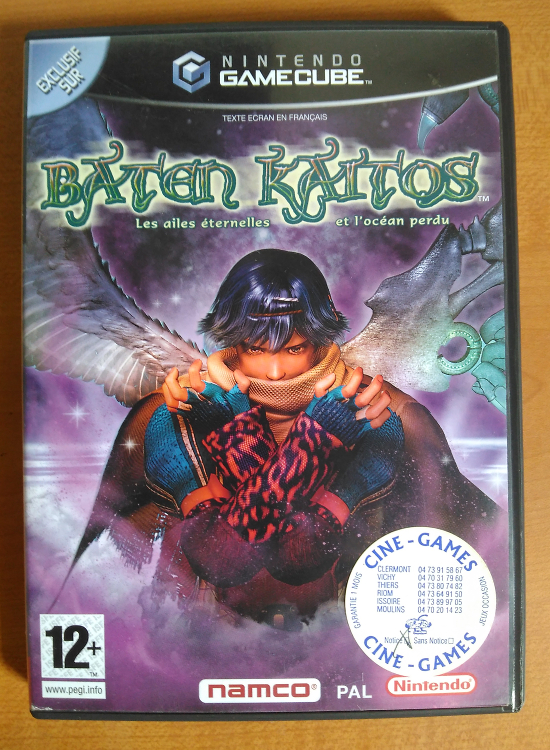 EXCLUSIF
SUR
NINTENDO
GAMECUBE™
TEXTE ECRAN EN FRANÇAIS
BATEN KAITOS™
Les ailes éternelles et l'océan perdu
CINE-GAMES
CLERMONT 04 73 91 58 67
VICHY 04 70 31 79 60
THIERS 04 73 80 74 82
RIOM 04 73 64 91 50
ISSOIRE 04 73 89 97 05
MOULINS 04 70 20 14 23
GARANTIE 1 MOIS
JEUX OCCASION
Notice Sans Notice
CINE-GAMES
12+
™
www.pegi.info
namco®
PAL
Nintendo®